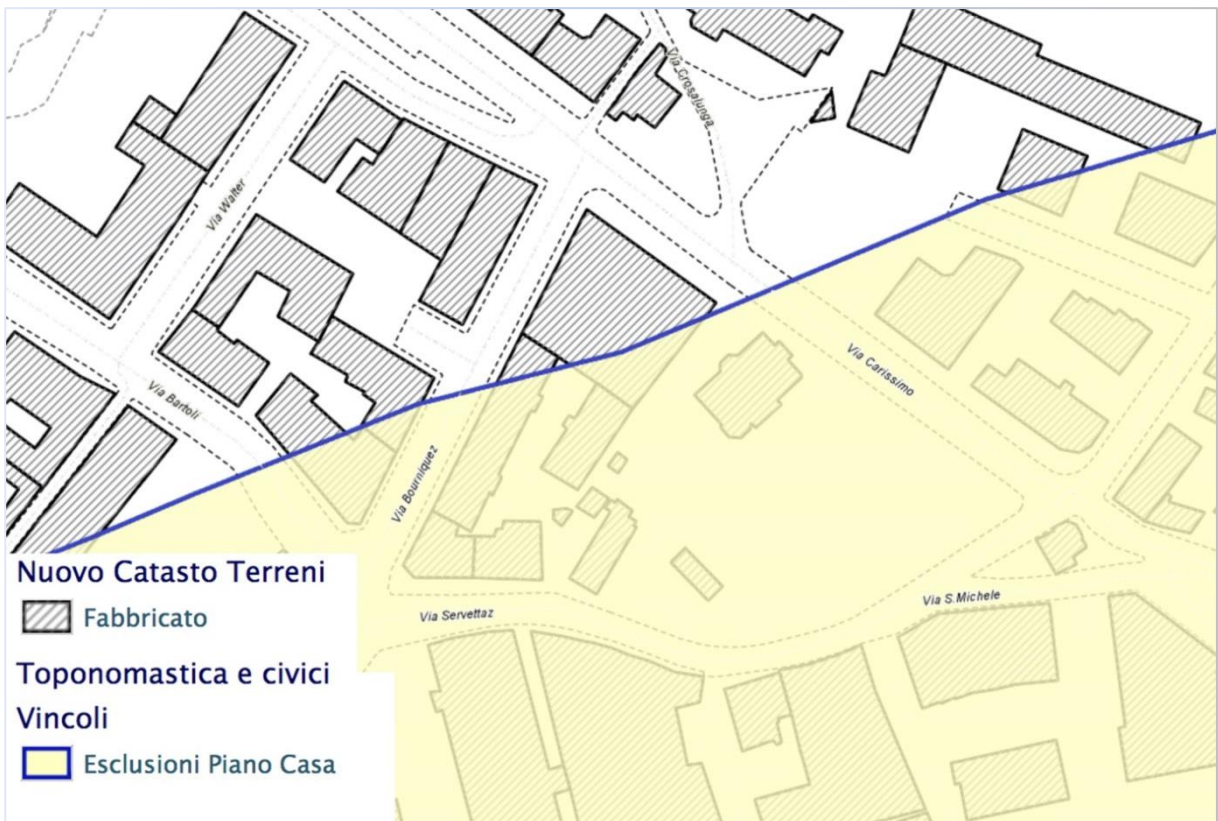 Via Crosalunga
Via Walter
Via Carissimo
Via Bartoli
Via Bourniquez
Via S.Michele
Via Servettaz
Nuovo Catasto Terreni
Fabbricato
Toponomastica e civici
Vincoli
Esclusioni Piano Casa